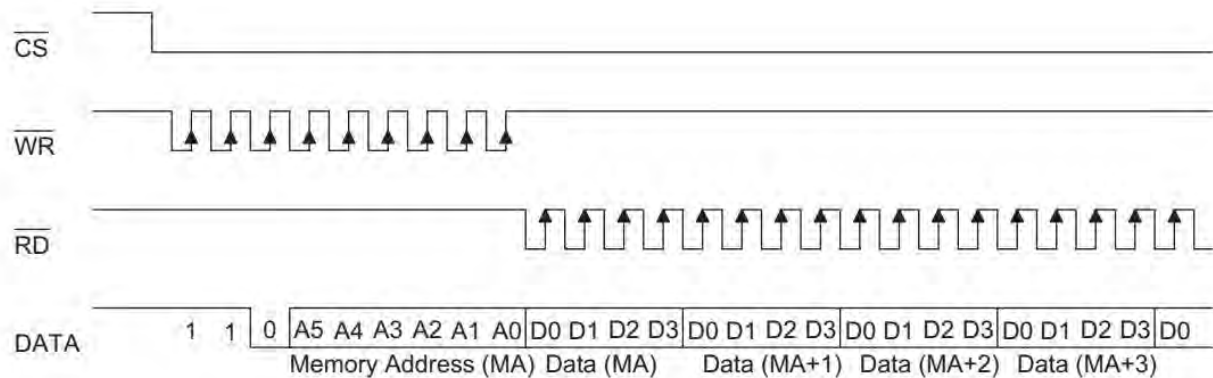 CS
WR
RD
DATA 1 1 0 A5 A4 A3 A2 A1 A0 D0 D1 D2 D3 D0 D1 D2 D3 D0 D1 D2 D3 D0 D1 D2 D3 D0
Memory Address (MA) Data (MA) Data (MA+1) Data (MA+2) Data (MA+3)